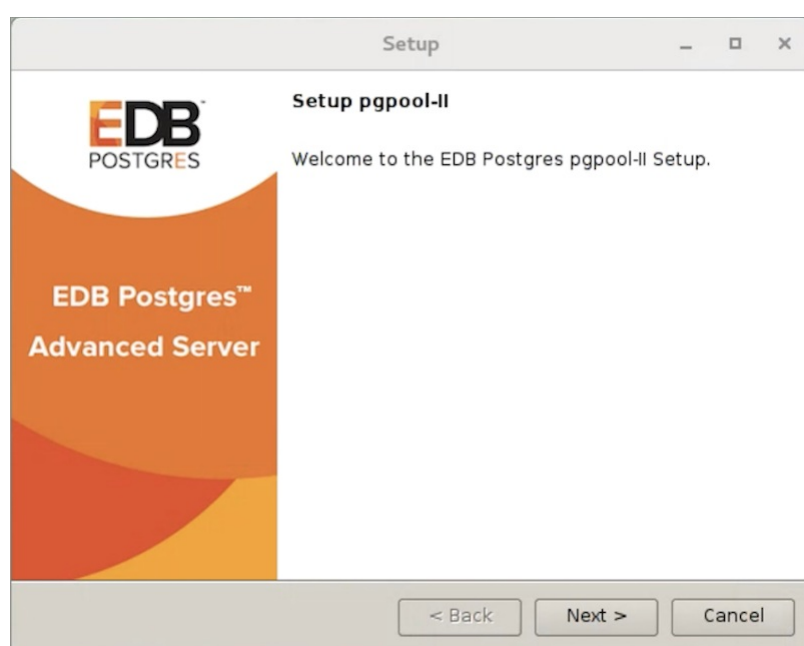 Setup
EDB
POSTGRES
EDB Postgres™
Advanced Server
Setup pgpool-II
Welcome to the EDB Postgres pgpool-II Setup.
< Back
Next >
Cancel